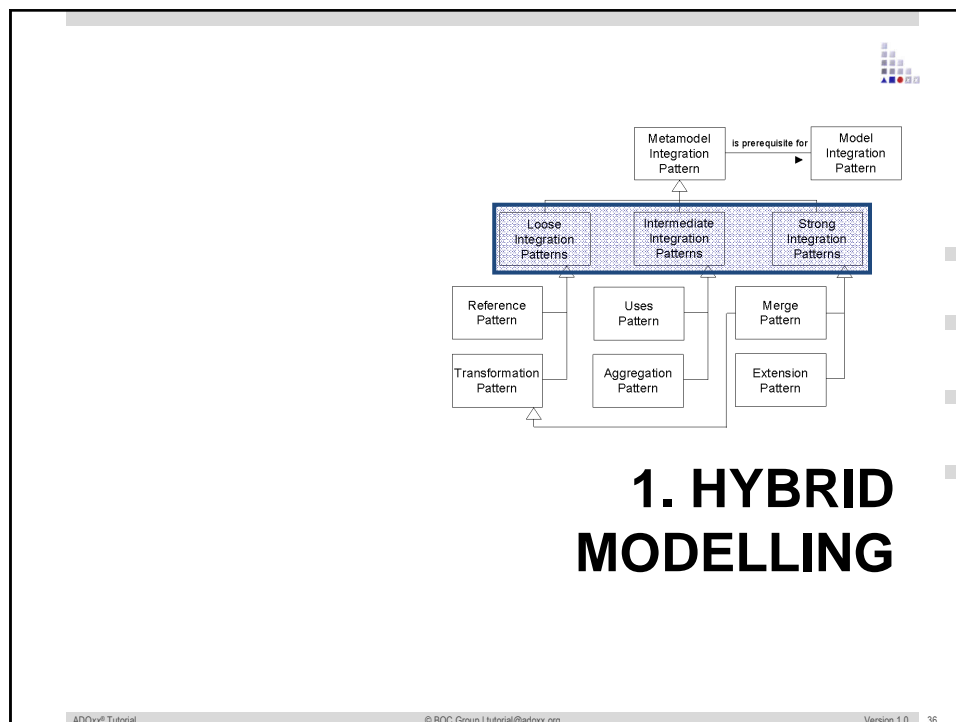 Metamodel
Integration
Pattern
is prerequisite for
Model
Integration
Pattern
Loose
Integration
Patterns
Intermediate
Integration
Patterns
Strong
Integration
Patterns
Reference
Pattern
Uses
Pattern
Merge
Pattern
Transformation
Pattern
Aggregation
Pattern
Extension
Pattern
1. HYBRID
MODELLING
ADOxx® Tutorial
© BOC Group | tutorial@adoxx.org
Version 1.0
36